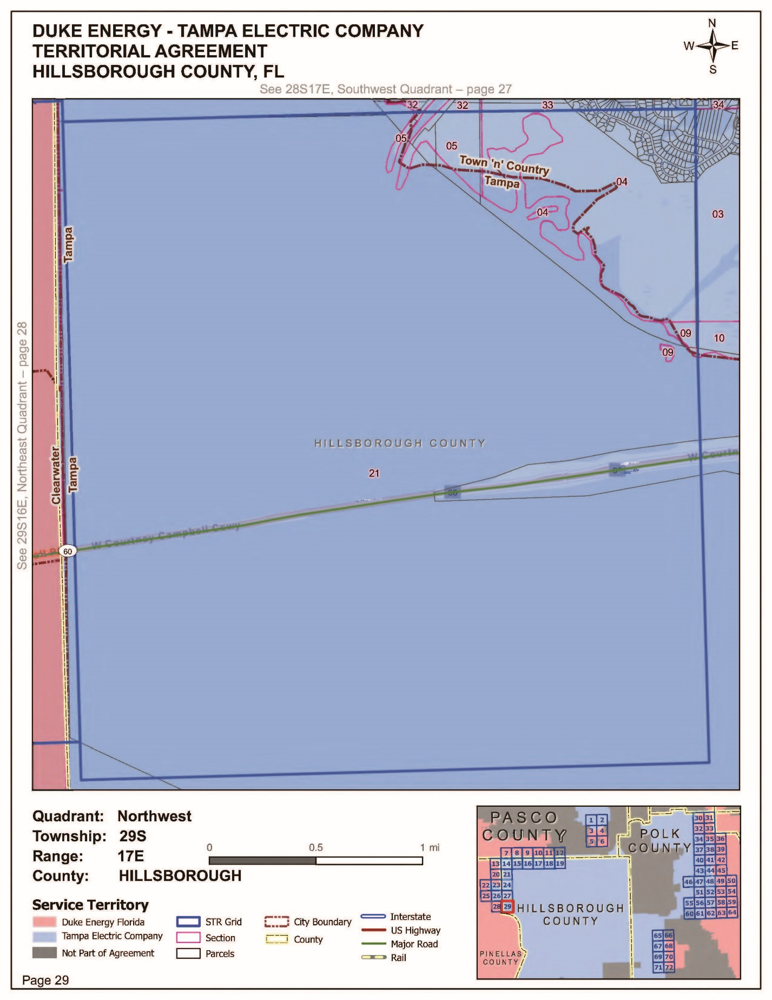 DUKE ENERGY - TAMPA ELECTRIC COMPANY
TERRITORIAL AGREEMENT
HILLSBOROUGH COUNTY, FL
N
W E
S
See 28S17E, Southwest Quadrant – page 27
See 29S16E, Northeast Quadrant – page 28
32 32 33 34
05
05
Town 'n' Country
Tampa
04
04
03
Tampa
09
10
09
HILLSBOROUGH COUNTY
21
Clearwater
Tampa
W Courtney Campbell Cswy
60
Quadrant: Northwest
Township: 29S
Range: 17E
County: HILLSBOROUGH
0 0.5 1 mi
Service Territory
Duke Energy Florida
Tampa Electric Company
Not Part of Agreement
STR Grid
Section
Parcels
City Boundary
County
Interstate
US Highway
Major Road
Rail
PASCO
COUNTY
POLK
COUNTY
HILLSBOROUGH
COUNTY
PINELLAS
COUNTY
1 2
3 4
5 6
7 8 9 10 11 12
13 14 15 16 17 18 19
20 21
22 23 24
25 26 27
28 29
30 31
32 33
34 35 36
37 38 39
40 41 42
43 44 45
46 47 48 49 50
51 52 53 54
55 56 57 58 59
60 61 62 63 64
65 66
67 68
69 70
71 72
Page 29